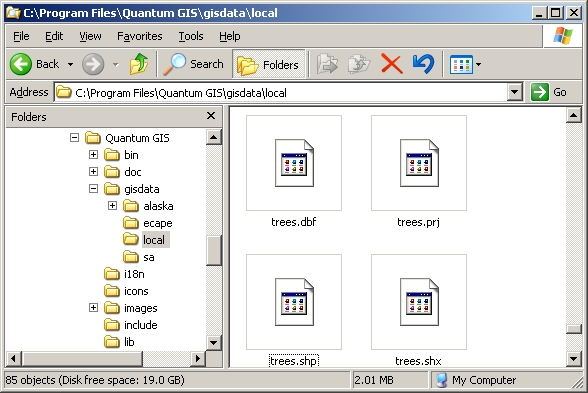 C:\Program Files\Quantum GIS\gisdata\local
File Edit View Favorites Tools Help
Back Search Folders
Address C:\Program Files\Quantum GIS\gisdata\local Go
Folders
Quantum GIS
bin
doc
gisdata
alaska
ecape
local
sa
i18n
icons
images
include
lib
trees.dbf trees.prj
trees.shp trees.shx
85 objects (Disk free space: 19.0 GB) 2.01 MB My Computer